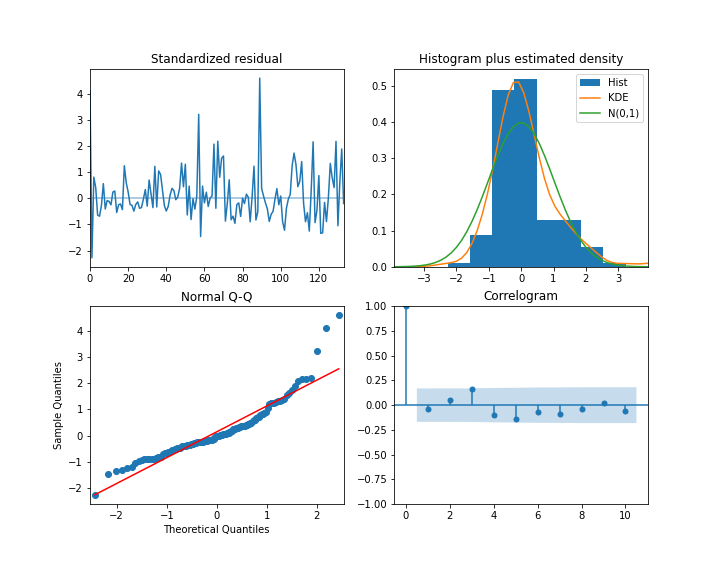 Standardized residual
4
3
2
1
0
−1
−2
0 20 40 60 80 100 120
Histogram plus estimated density
0.5
0.4
0.3
0.2
0.1
0.0
−3 −2 −1 0 1 2 3
Hist
KDE
N(0,1)
Normal Q-Q
Sample Quantiles
4
3
2
1
0
−1
−2
−2 −1 0 1 2
Theoretical Quantiles
Correlogram
1.00
0.75
0.50
0.25
0.00
−0.25
−0.50
−0.75
−1.00
0 2 4 6 8 10